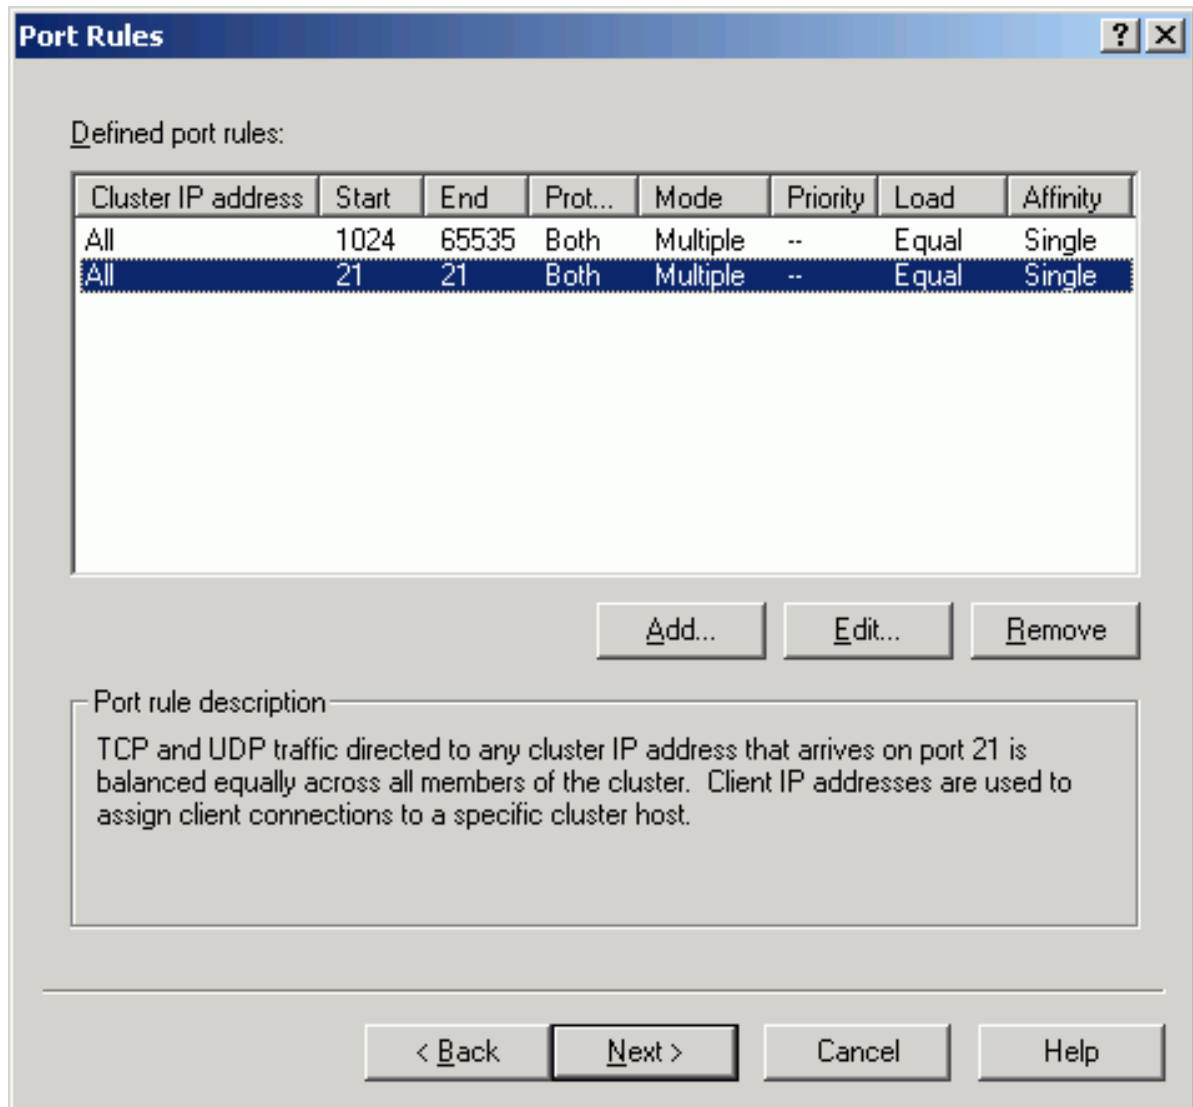 Port Rules ? X
Defined port rules:
Cluster IP address Start End Prot... Mode Priority Load Affinity
All 1024 65535 Both Multiple -- Equal Single
All 21 21 Both Multiple -- Equal Single
Add... Edit... Remove
Port rule description
TCP and UDP traffic directed to any cluster IP address that arrives on port 21 is
balanced equally across all members of the cluster.  Client IP addresses are used to
assign client connections to a specific cluster host.
< Back Next > Cancel Help